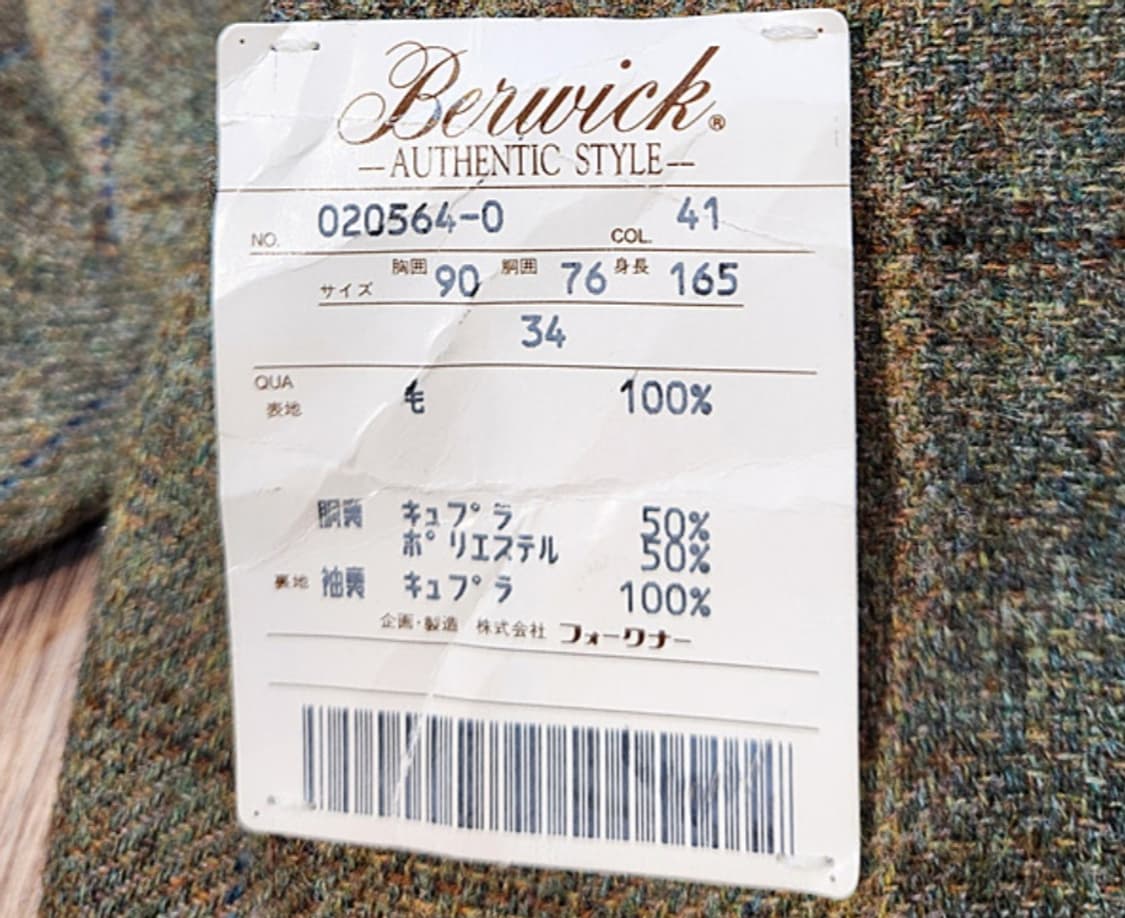 Berwick®
—AUTHENTIC STYLE—
NO. 020564-0 COL. 41
サイズ 胸囲 90 胴囲 76 身長 165
34
QUA
表地 毛 100%
胴裏 キュプラ 50%
ポリエステル 50%
裏地 袖裏 キュプラ 100%
企画・製造 株式会社 フォークナー